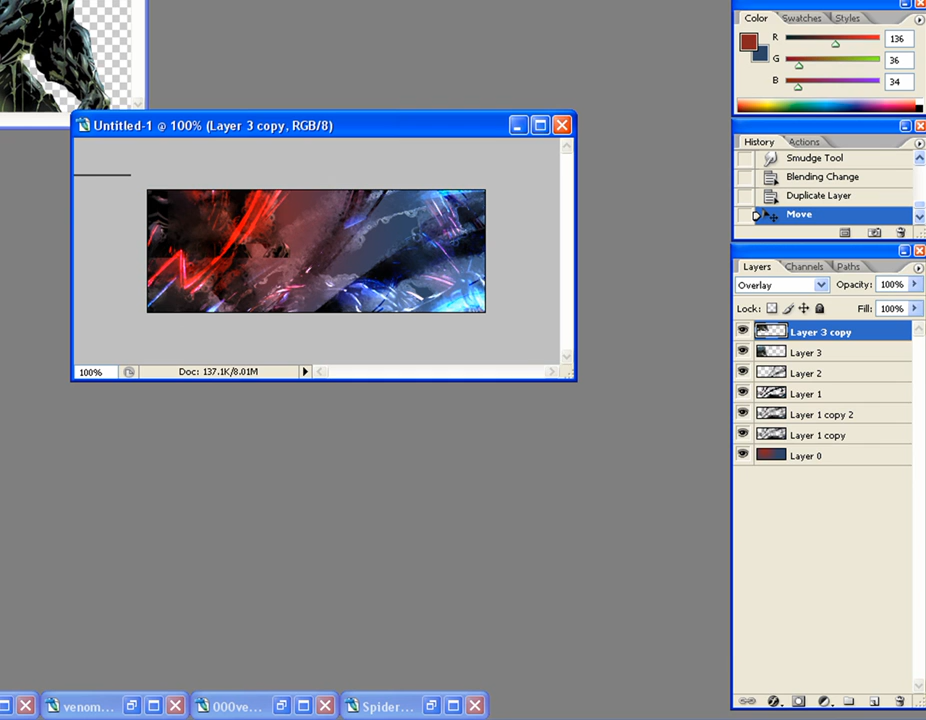 Color Swatches Styles
R 136
G 36
B 34
Untitled-1 @ 100% (Layer 3 copy, RGB/8)
History Actions
Smudge Tool
Blending Change
Duplicate Layer
Move
Layers Channels Paths
Overlay Opacity: 100%
Lock: Fill: 100%
Layer 3 copy
Layer 3
Layer 2
Layer 1
Layer 1 copy 2
Layer 1 copy
Layer 0
100% Doc: 137.1K/8.01M
venom... 000ve... Spider...